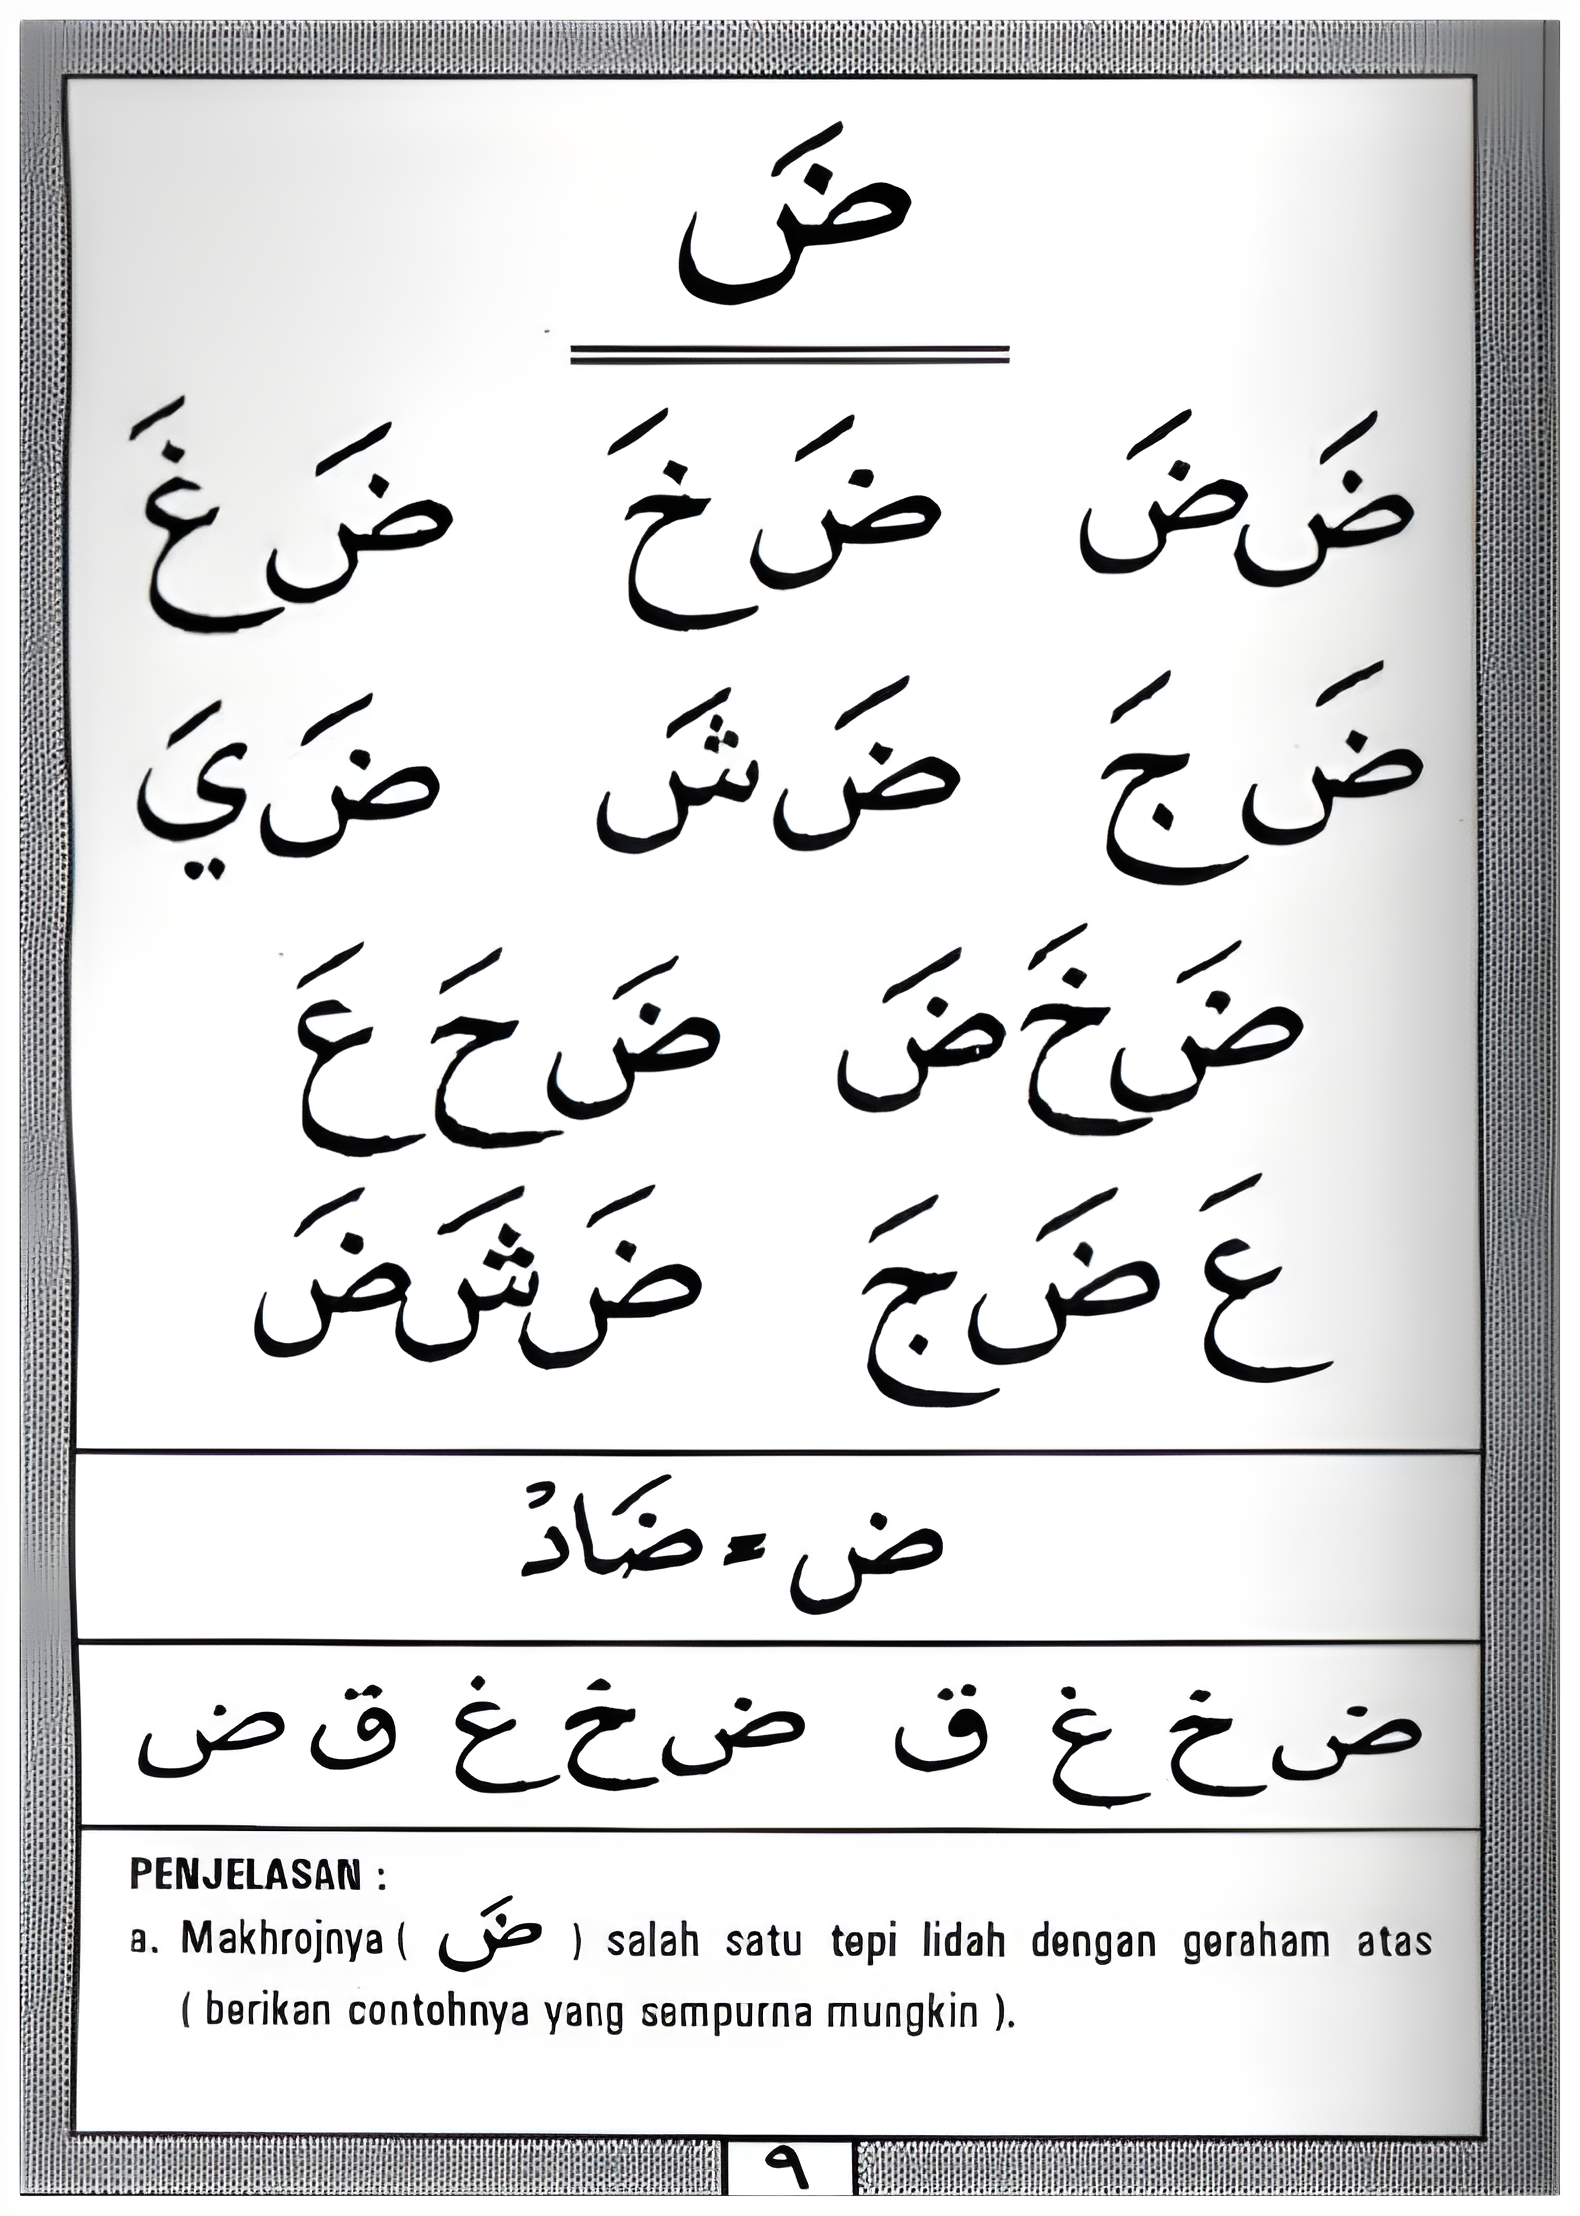 ضَ
ضَ ضَ ضَ خَ ضَ غَ
ضَ جَ ضَ شَ ضَ يَ
ضَ خَ ضَ ضَ حَ عَ
عَ ضَ جَ ضَ شَ ضَ
ض = ضَادْ
ض خ غ ق ض خ غ ق ض
PENJELASAN :
a. Makhrojnya ( ضَ ) salah satu tepi lidah dengan geraham atas
( berikan contohnya yang sempurna mungkin ).
٩